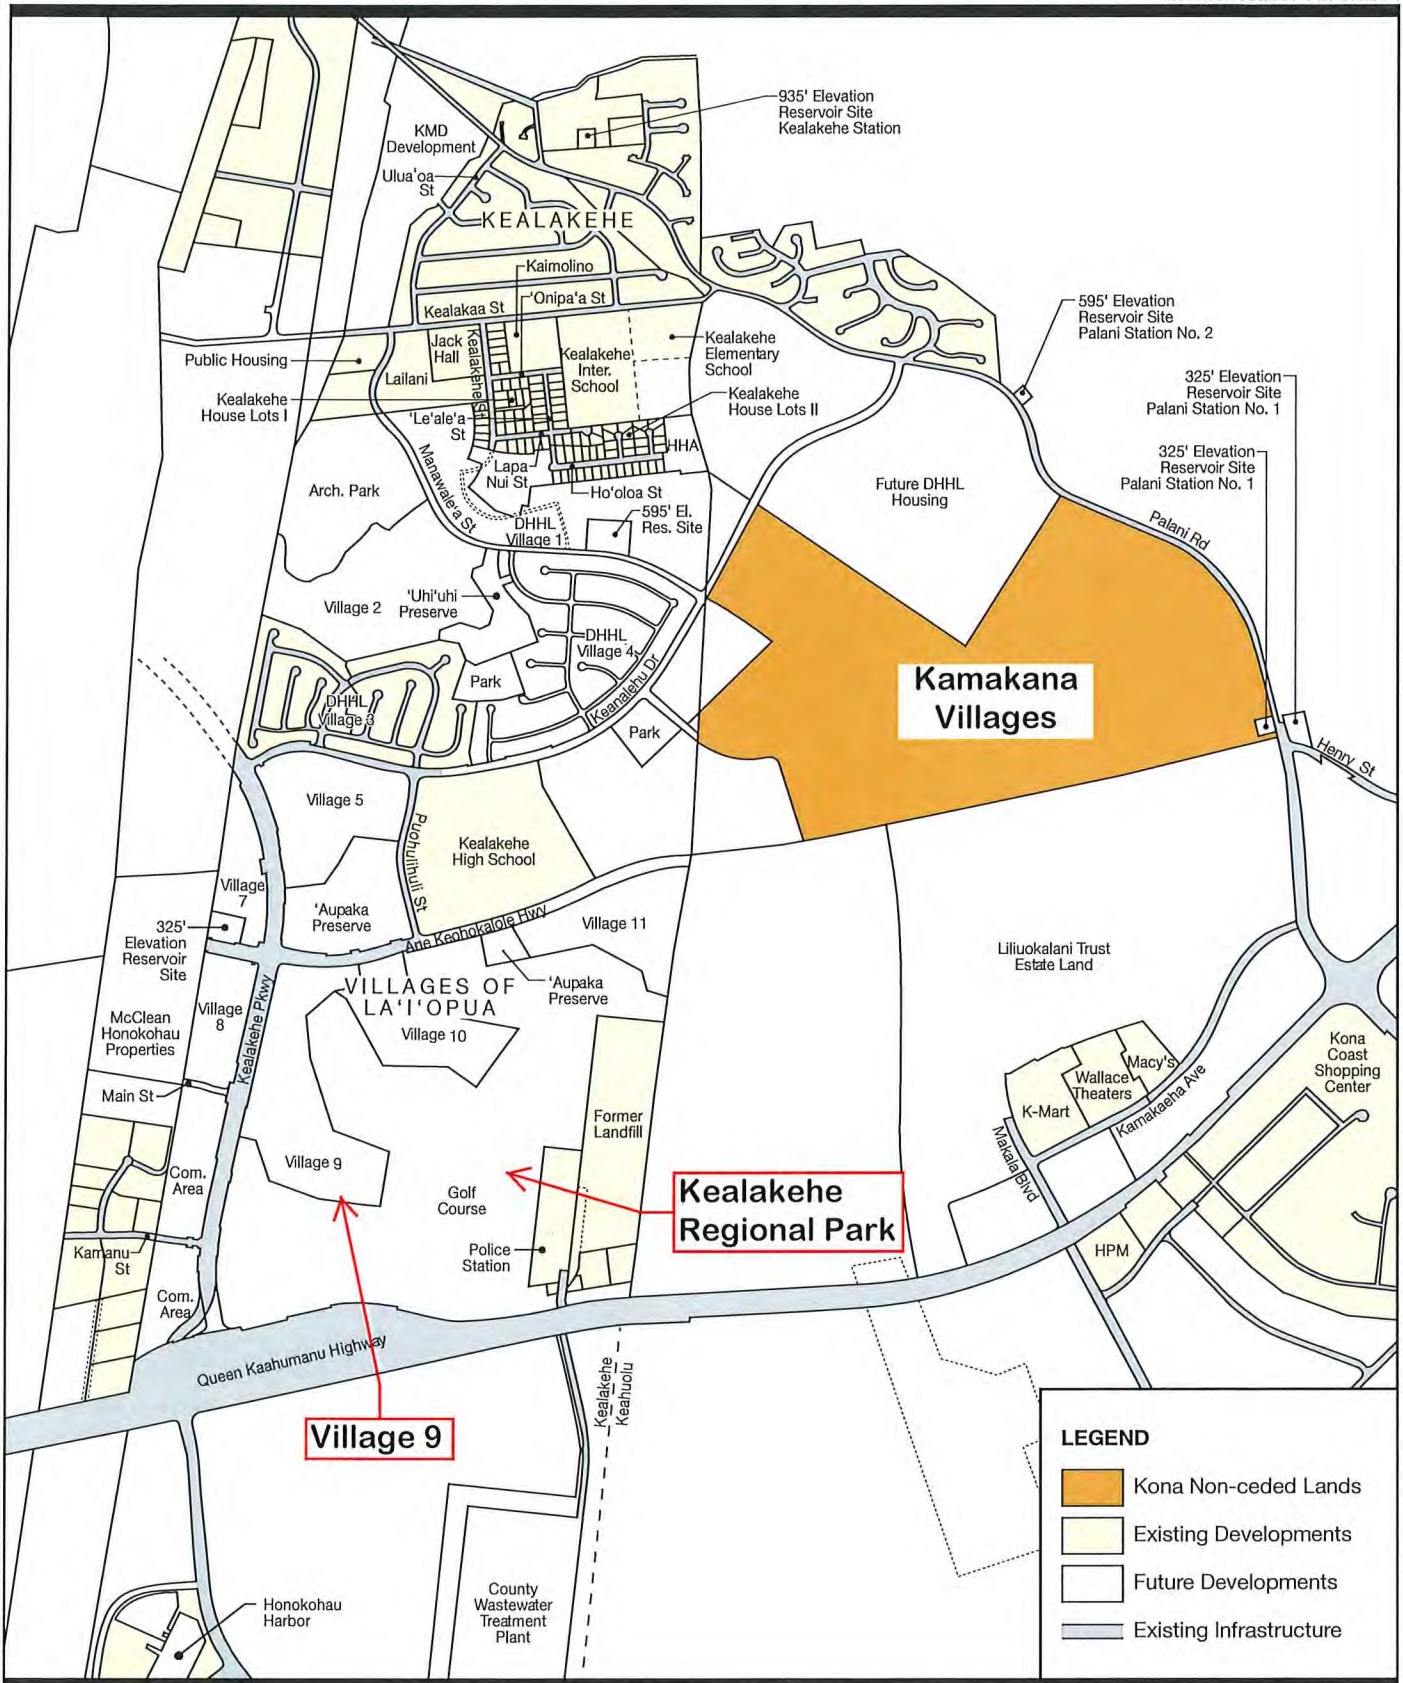 935' Elevation
Reservoir Site
Kealakehe Station
KMD
Development
Ulua'oa
St
KEALAKEHE
Kaimolino
'Onipa'a St
Kealakaa St
595' Elevation
Reservoir Site
Palani Station No. 2
Public Housing
Jack
Hall
Lailani
Kealakehe St
Kealakehe
Inter.
School
Kealakehe
Elementary
School
Kealakehe
House Lots I
Kealakehe
House Lots II
325' Elevation
Reservoir Site
Palani Station No. 1
'Le'ale'a
St
Lapa
Nui St
HHA
Ho'oloa St
325' Elevation
Reservoir Site
Palani Station No. 1
Manawale'a St
Arch. Park
DHHL
Village 1
595' El.
Res. Site
Future DHHL
Housing
Palani Rd
Village 2
'Uhi'uhi
Preserve
DHHL
Village 4
Keanalehu Dr
Park
DHHL
Village 3
Park
Kamakana
Villages
Henry St
Village 5
Puohulihuli St
Kealakehe
High School
Village
7
'Aupaka
Preserve
Ane Keohokalole Hwy
Village 11
325'
Elevation
Reservoir
Site
'Aupaka
Preserve
Liliuokalani Trust
Estate Land
VILLAGES OF
LA'I'OPUA
Village 10
Village
8
McClean
Honokohau
Properties
Kealakehe Pkwy
Main St
Kona
Coast
Shopping
Center
Macy's
Wallace
Theaters
K-Mart
Kamakaeha Ave
Makala Blvd
Former
Landfill
Village 9
Com.
Area
Golf
Course
Kealakehe
Regional Park
Police
Station
HPM
Kamanu
St
Com.
Area
Queen Kaahumanu Highway
Kealakehe
Keahuolu
Village 9
LEGEND
Kona Non-ceded Lands
Existing Developments
Future Developments
Existing Infrastructure
County
Wastewater
Treatment
Plant
Honokohau
Harbor